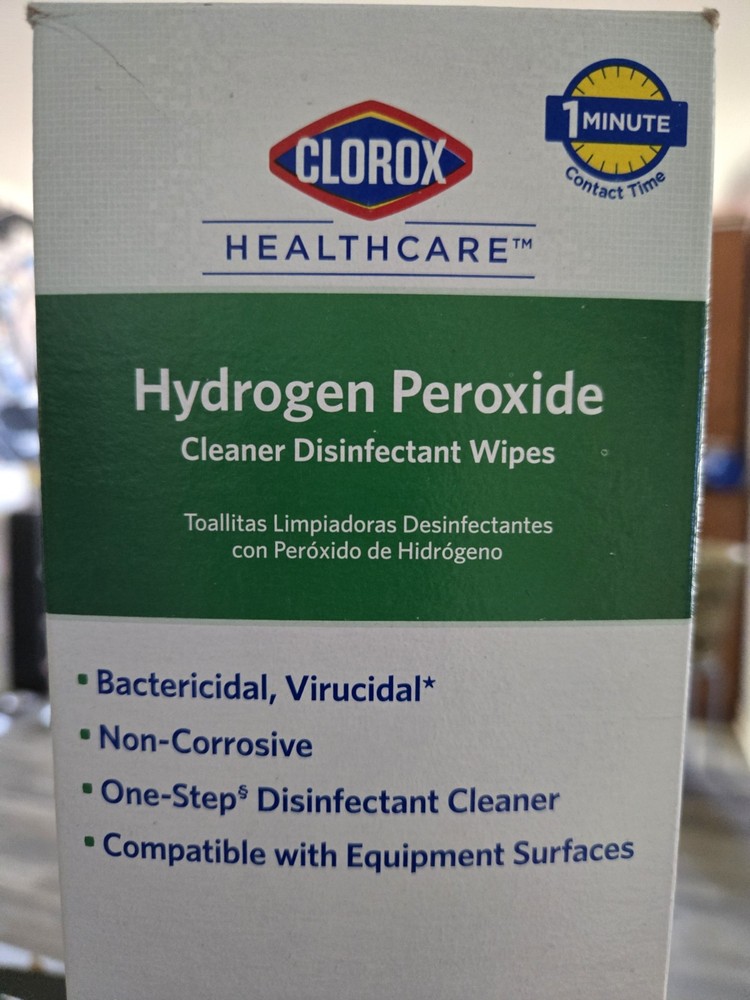 CLOROX
HEALTHCARE™
1 MINUTE
Contact Time
Hydrogen Peroxide
Cleaner Disinfectant Wipes
Toallitas Limpiadoras Desinfectantes
con Peróxido de Hidrógeno
▪ Bactericidal, Virucidal*
▪ Non-Corrosive
▪ One-Step§ Disinfectant Cleaner
▪ Compatible with Equipment Surfaces